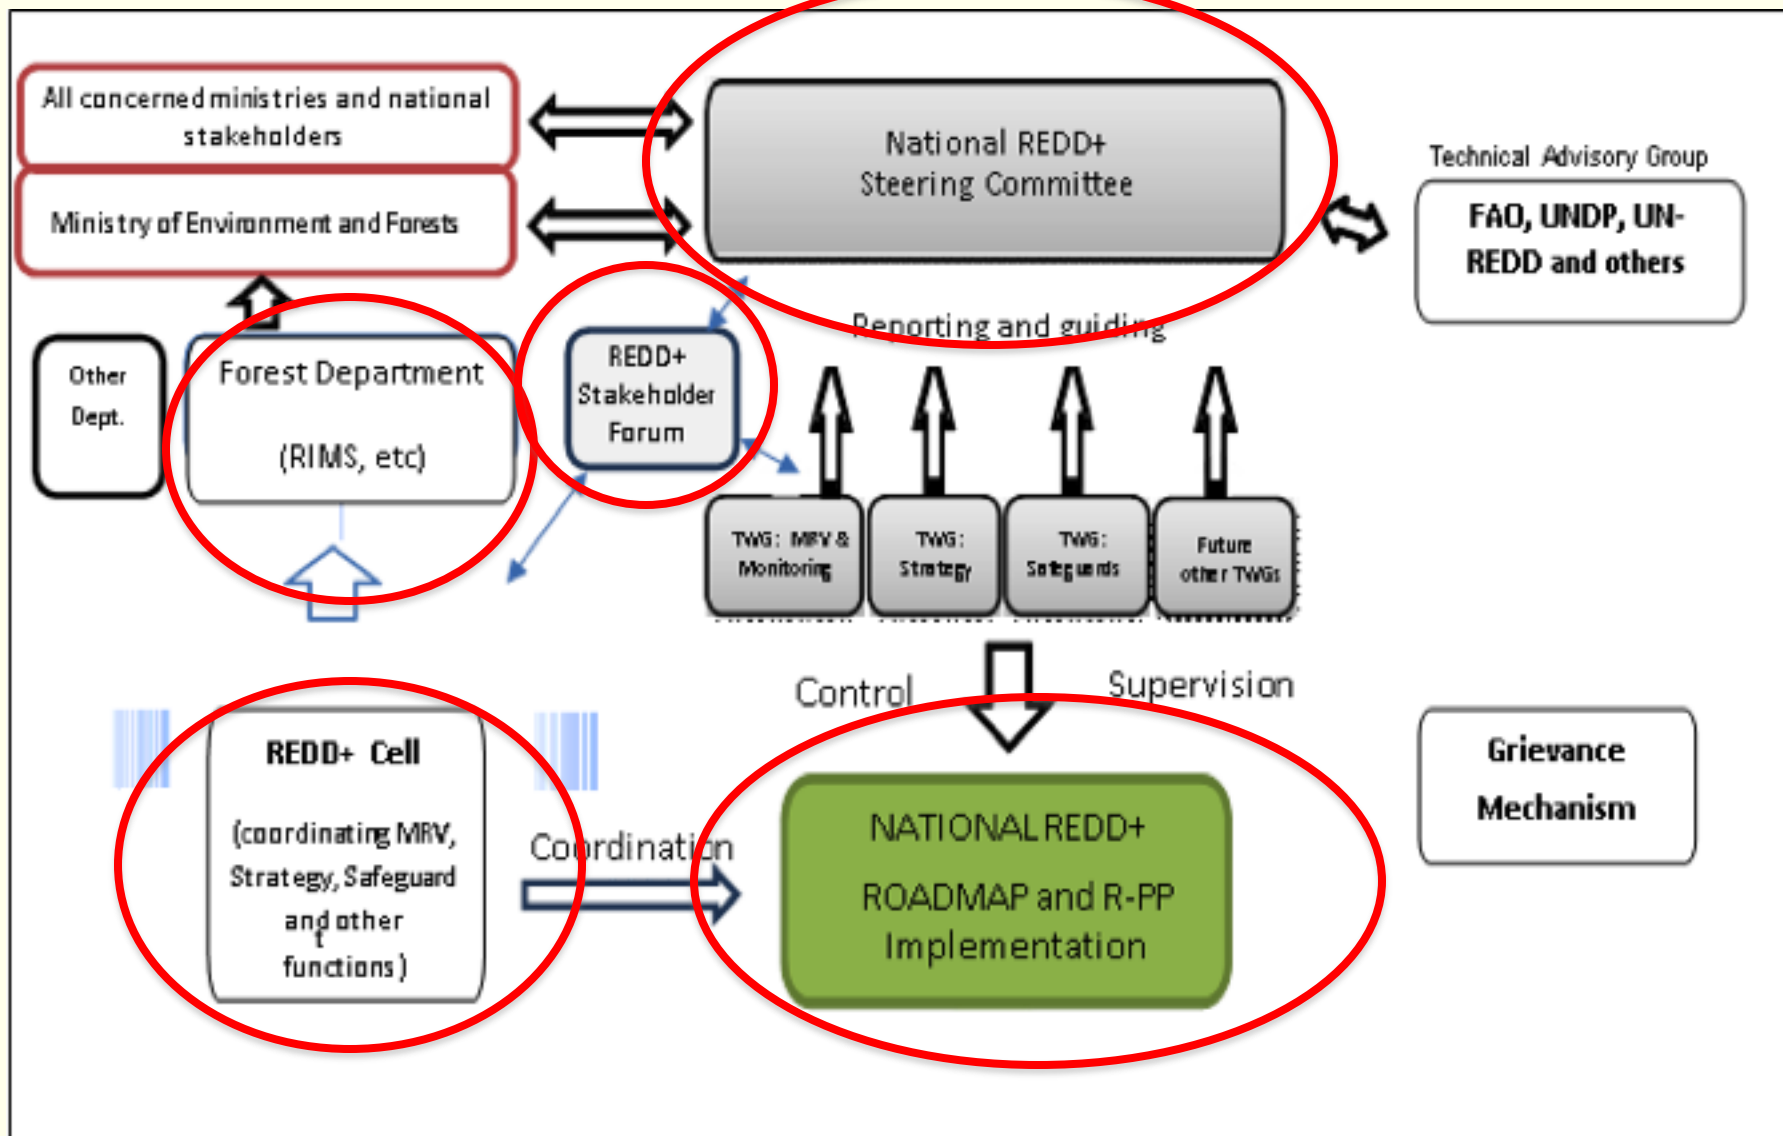 All concerned ministries and national
stakeholders
National REDD+
Steering Committee
Technical Advisory Group
FAO, UNDP, UN-
REDD and others
Ministry of Environment and Forests
Reporting and guiding
Other
Dept.
Forest Department
(RIMS, etc)
REDD+
Stakeholder
Forum
TWG: MRV &
Monitoring
TWG:
Strategy
TWG:
Safeguards
Future
other TWGs
Control
Supervision
REDD+ Cell
(coordinating MRV,
Strategy, Safeguard
and other
t
functions)
Coordination
NATIONAL REDD+
ROADMAP and R-PP
Implementation
Grievance
Mechanism